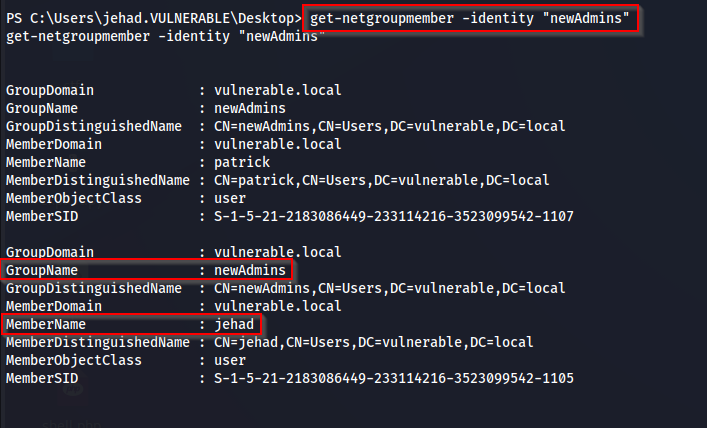 PS C:\Users\jehad.VULNERABLE\Desktop> get-netgroupmember -identity "newAdmins"
get-netgroupmember -identity "newAdmins"
GroupDomain             : vulnerable.local
GroupName               : newAdmins
GroupDistinguishedName  : CN=newAdmins,CN=Users,DC=vulnerable,DC=local
MemberDomain            : vulnerable.local
MemberName              : patrick
MemberDistinguishedName : CN=patrick,CN=Users,DC=vulnerable,DC=local
MemberObjectClass       : user
MemberSID               : S-1-5-21-2183086449-233114216-3523099542-1107
GroupDomain             : vulnerable.local
GroupName               : newAdmins
GroupDistinguishedName  : CN=newAdmins,CN=Users,DC=vulnerable,DC=local
MemberDomain            : vulnerable.local
MemberName              : jehad
MemberDistinguishedName : CN=jehad,CN=Users,DC=vulnerable,DC=local
MemberObjectClass       : user
MemberSID               : S-1-5-21-2183086449-233114216-3523099542-1105